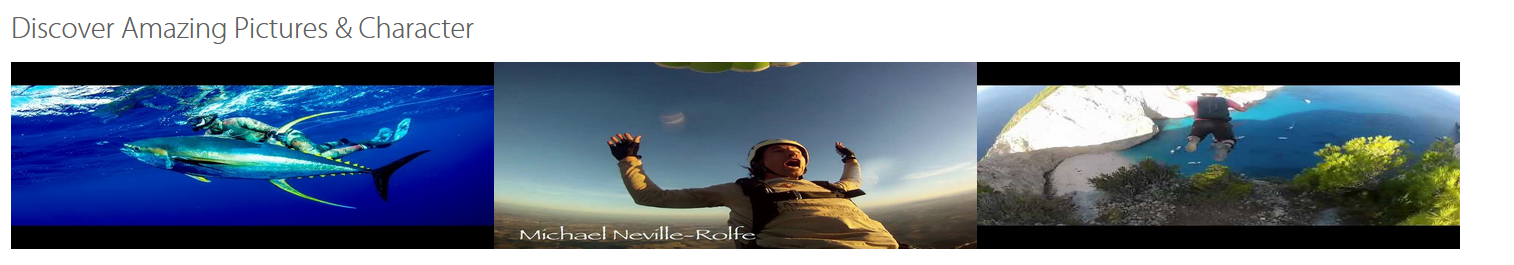 Discover Amazing Pictures & Character
Michael Neville-Rolfe